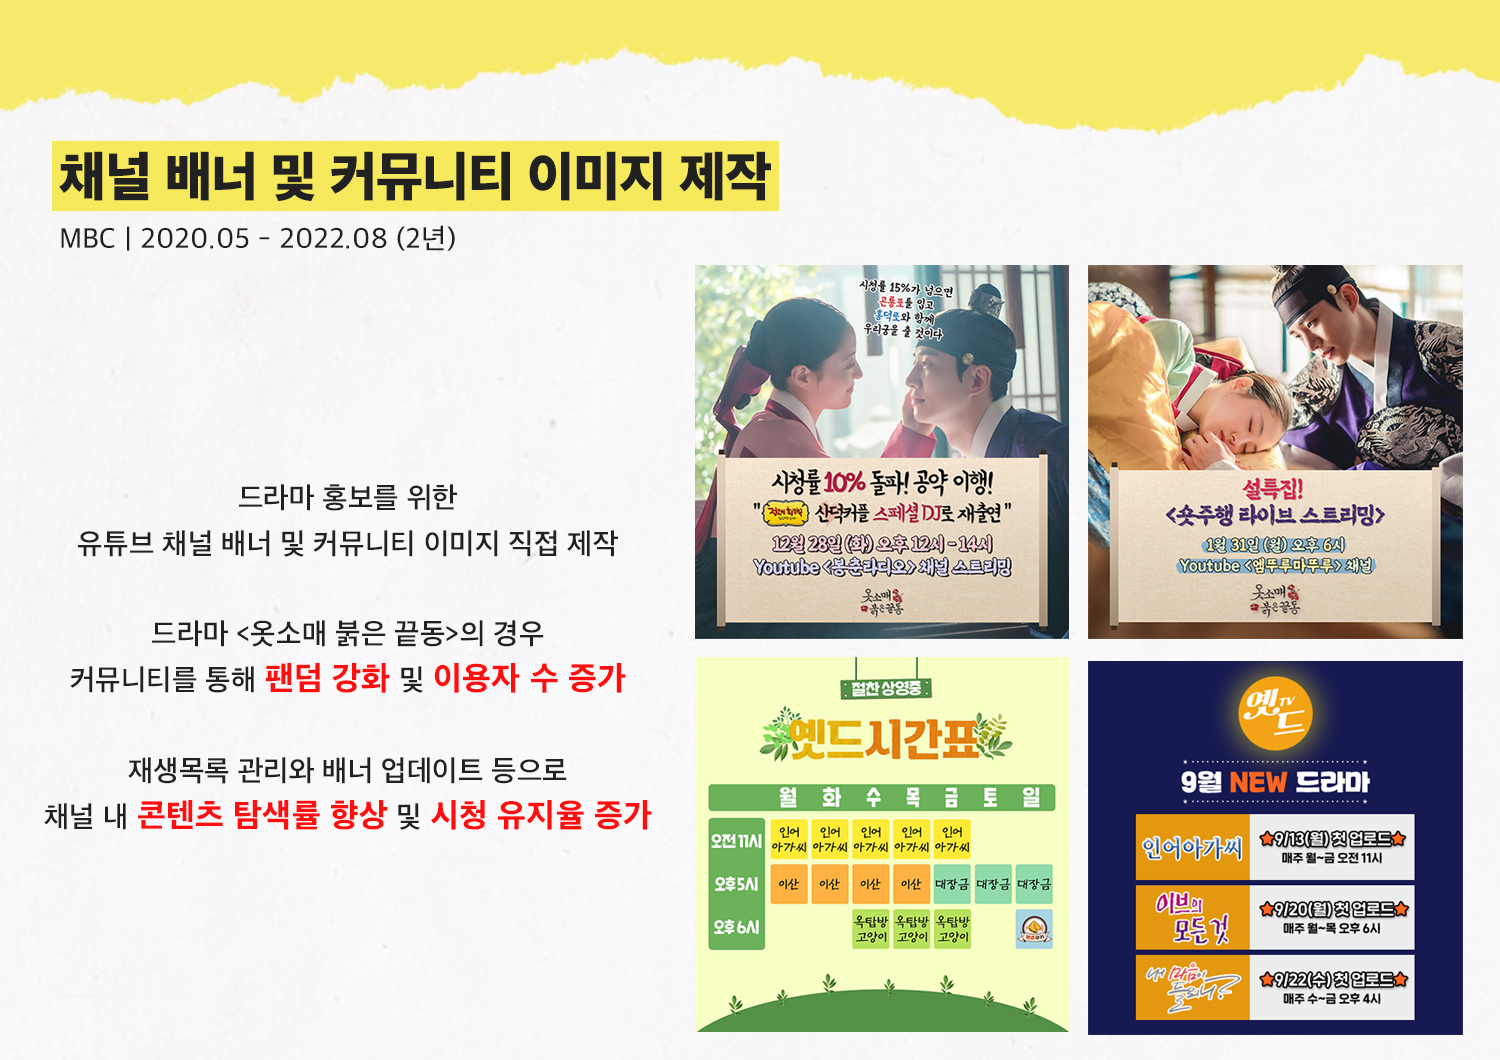 채널 배너 및 커뮤니티 이미지 제작
MBC | 2020.05 - 2022.08 (2년)
드라마 홍보를 위한
유튜브 채널 배너 및 커뮤니티 이미지 직접 제작
드라마 <옷소매 붉은 끝동>의 경우
커뮤니티를 통해 팬덤 강화 및 이용자 수 증가
재생목록 관리와 배너 업데이트 등으로
채널 내 콘텐츠 탐색률 향상 및 시청 유지율 증가
시청률 15%가 넘으면
곤룡포를 입고
홍덕로와 함께
우리궁을 출 것이다
시청률 10% 돌파! 공약 이행!
" 산덕커플 스페셜 DJ로 재출연 "
12월 28일 (화) 오후 12시 - 14시
Youtube <봉춘라디오> 채널 스트리밍
옷소매
붉은 끝동
설특집!
<숏주행 라이브 스트리밍>
1월 31일 (월) 오후 6시
Youtube <엠뚜루마뚜루> 채널
옷소매
붉은 끝동
절찬 상영중
옛드시간표
월 화 수 목 금 토 일
오전 11시 인어아가씨 인어아가씨 인어아가씨 인어아가씨 인어아가씨
오후 5시 이산 이산 이산 이산 대장금 대장금 대장금
오후 6시 옥탑방고양이 옥탑방고양이 옥탑방고양이
옛드TV
9월 NEW 드라마
인어아가씨
★9/13(월) 첫 업로드★
매주 월~금 오전 11시
이브의
모든 것
★9/20(월) 첫 업로드★
매주 월~목 오후 6시
내 마음이
들리니?
★9/22(수) 첫 업로드★
매주 수~금 오후 4시